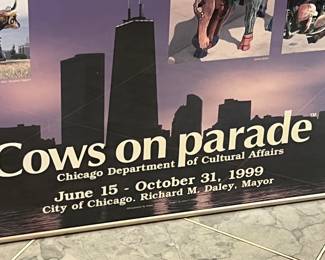 Cows on parade™
Chicago Department of Cultural Affairs
June 15 - October 31, 1999
City of Chicago. Richard M. Daley, Mayor